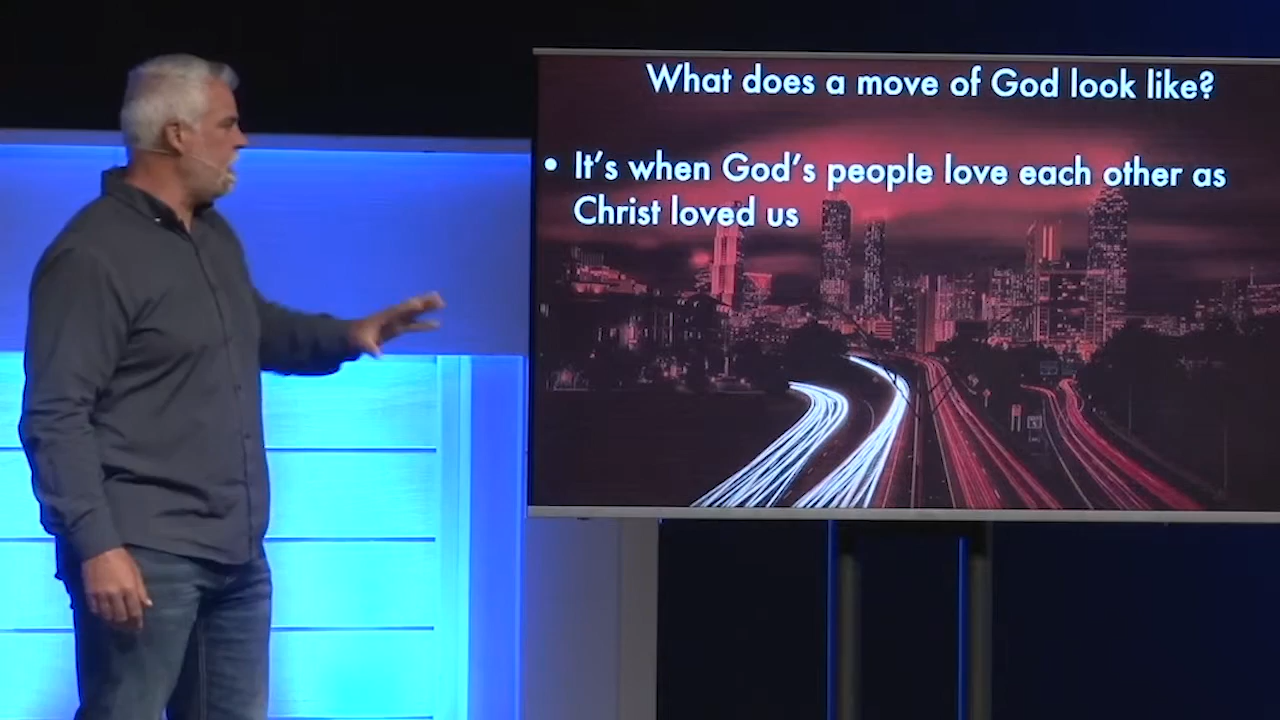 What does a move of God look like?
• It’s when God’s people love each other as
Christ loved us